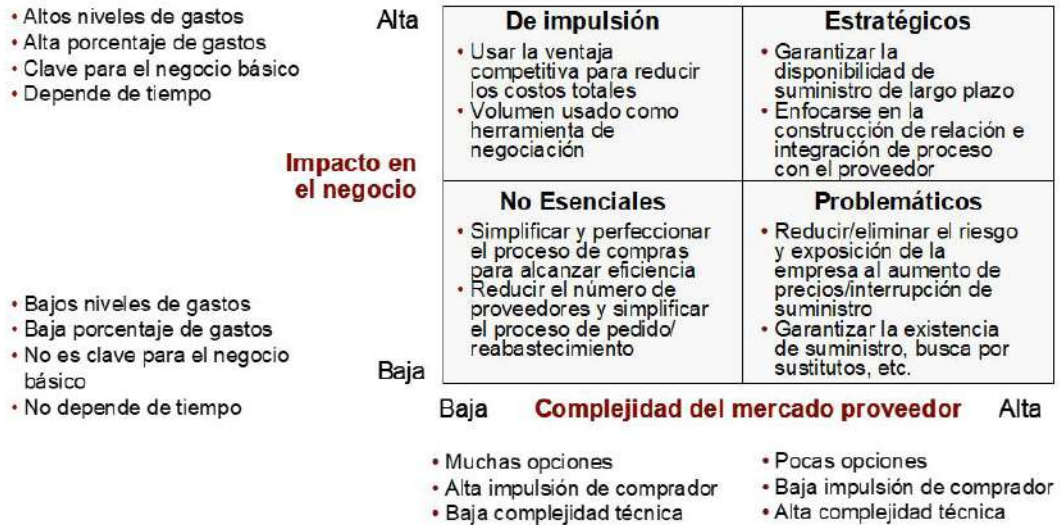 • Altos niveles de gastos
• Alta porcentaje de gastos
• Clave para el negocio básico
• Depende de tiempo
Alta
De impulsión
• Usar la ventaja
competitiva para reducir
los costos totales
• Volumen usado como
herramienta de
negociación
Estratégicos
• Garantizar la
disponibilidad de
suministro de largo plazo
• Enfocarse en la
construcción de relación e
integración de proceso
con el proveedor
Impacto en
el negocio
No Esenciales
• Simplificar y perfeccionar
el proceso de compras
para alcanzar eficiencia
• Reducir el número de
proveedores y simplificar
el proceso de pedido/
reabastecimiento
Problemáticos
• Reducir/eliminar el riesgo
y exposición de la
empresa al aumento de
precios/interrupción de
suministro
• Garantizar la existencia
de suministro, busca por
sustitutos, etc.
• Bajos niveles de gastos
• Baja porcentaje de gastos
• No es clave para el negocio
básico
• No depende de tiempo
Baja
Baja Complejidad del mercado proveedor Alta
• Muchas opciones
• Alta impulsión de comprador
• Baja complejidad técnica
• Pocas opciones
• Baja impulsión de comprador
• Alta complejidad técnica